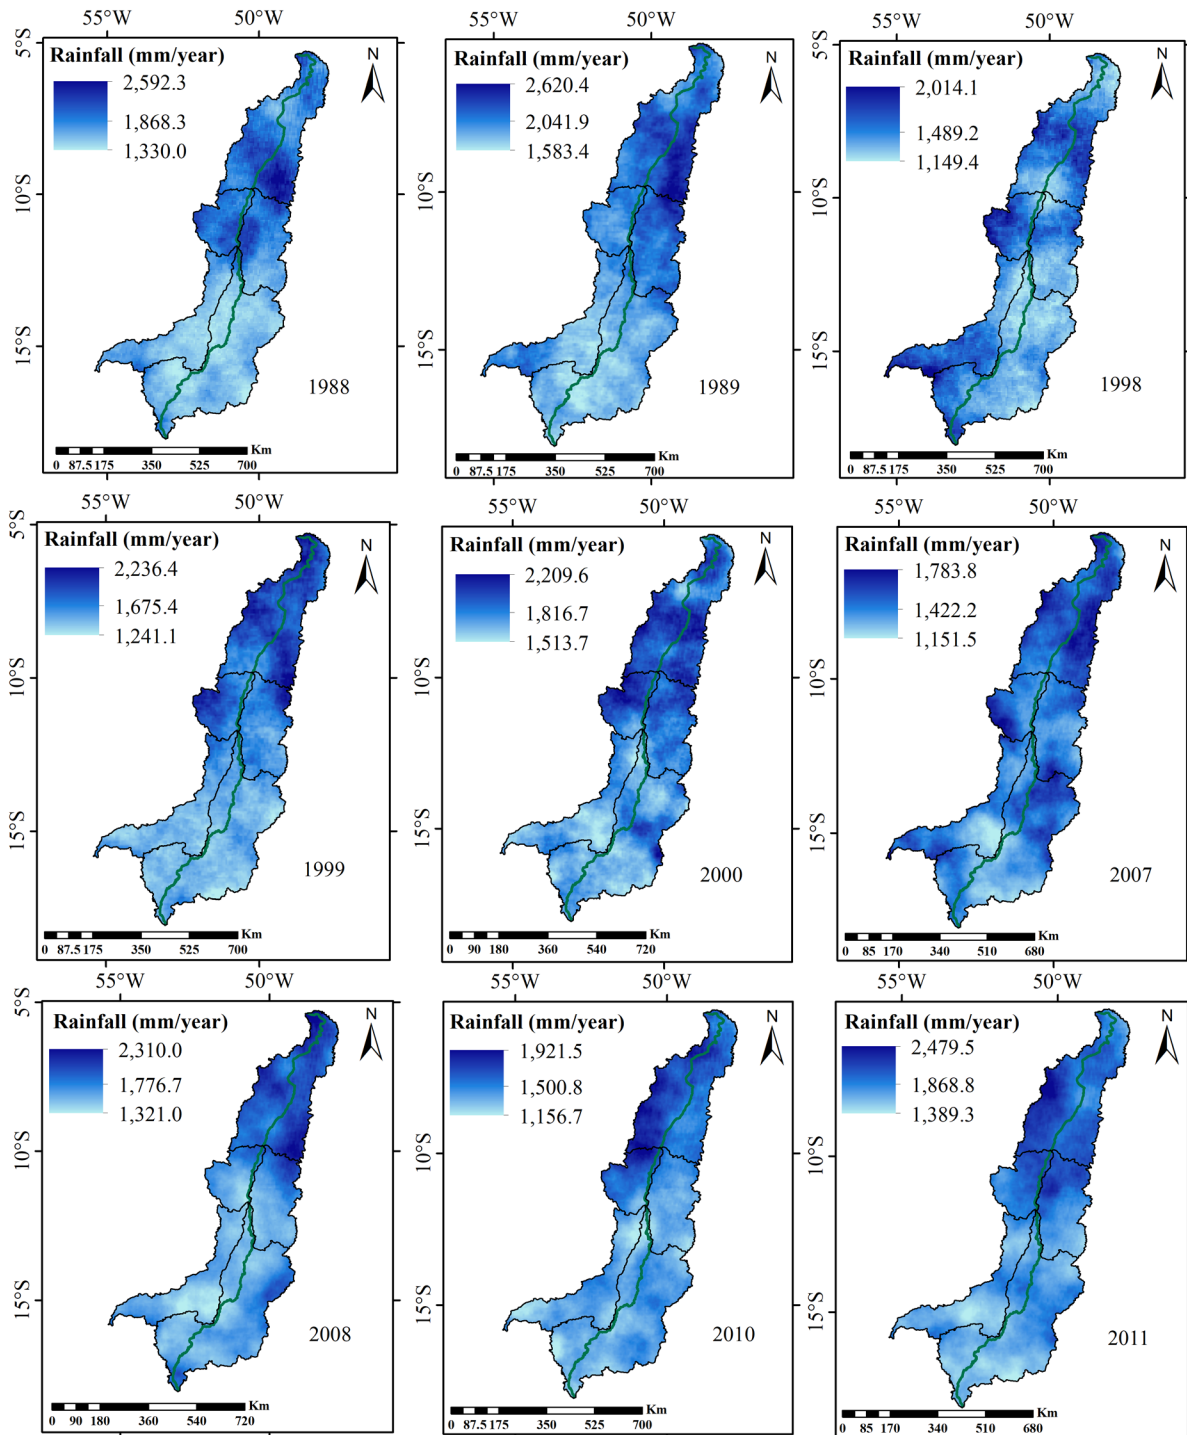 55°W 50°W
5°S
10°S
15°S
Rainfall (mm/year)
2,592.3
1,868.3
1,330.0
N
1988
Km
0 87.5 175 350 525 700
55°W 50°W
5°S
10°S
15°S
Rainfall (mm/year)
2,620.4
2,041.9
1,583.4
N
1989
Km
0 87.5 175 350 525 700
55°W 50°W
5°S
10°S
15°S
Rainfall (mm/year)
2,014.1
1,489.2
1,149.4
N
1998
Km
0 87.5 175 350 525 700
55°W 50°W
5°S
10°S
15°S
Rainfall (mm/year)
2,236.4
1,675.4
1,241.1
N
1999
Km
0 87.5 175 350 525 700
55°W 50°W
5°S
10°S
15°S
Rainfall (mm/year)
2,209.6
1,816.7
1,513.7
N
2000
Km
0 90 180 360 540 720
55°W 50°W
5°S
10°S
15°S
Rainfall (mm/year)
1,783.8
1,422.2
1,151.5
N
2007
Km
0 85 170 340 510 680
55°W 50°W
5°S
10°S
15°S
Rainfall (mm/year)
2,310.0
1,776.7
1,321.0
N
2008
Km
0 90 180 360 540 720
55°W 50°W
5°S
10°S
15°S
Rainfall (mm/year)
1,921.5
1,500.8
1,156.7
N
2010
Km
0 87.5 175 350 525 700
55°W 50°W
5°S
10°S
15°S
Rainfall (mm/year)
2,479.5
1,868.8
1,389.3
N
2011
Km
0 85 170 340 510 680